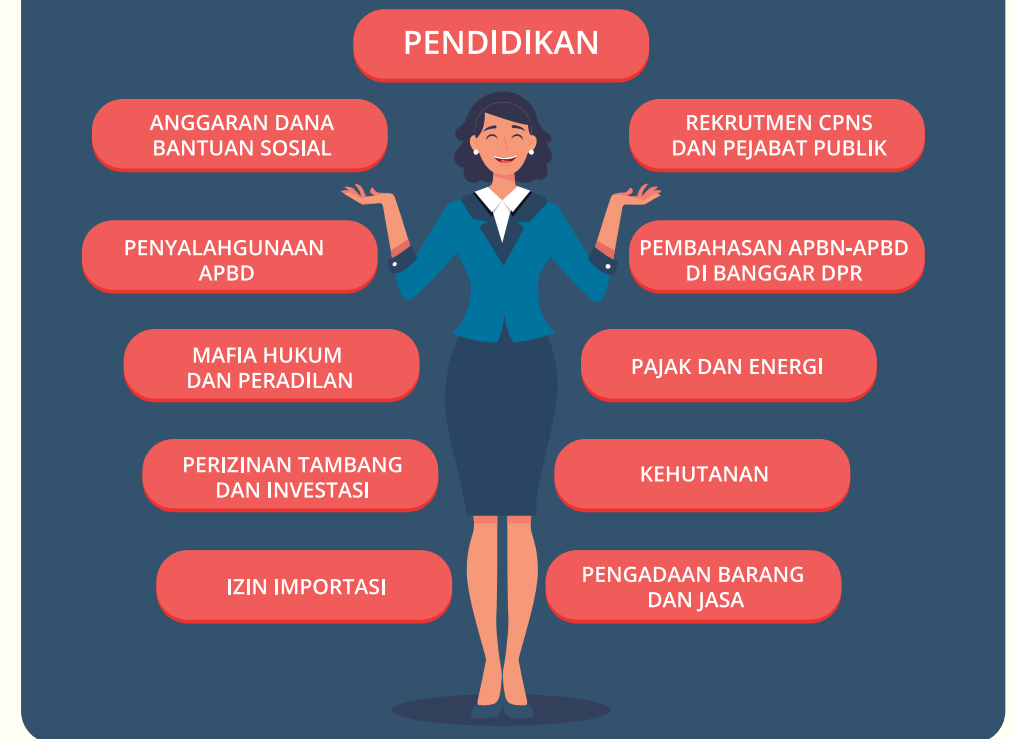 PENDIDIKAN
ANGGARAN DANA
BANTUAN SOSIAL
REKRUTMEN CPNS
DAN PEJABAT PUBLIK
PENYALAHGUNAAN
APBD
PEMBAHASAN APBN-APBD
DI BANGGAR DPR
MAFIA HUKUM
DAN PERADILAN
PAJAK DAN ENERGI
PERIZINAN TAMBANG
DAN INVESTASI
KEHUTANAN
IZIN IMPORTASI
PENGADAAN BARANG
DAN JASA